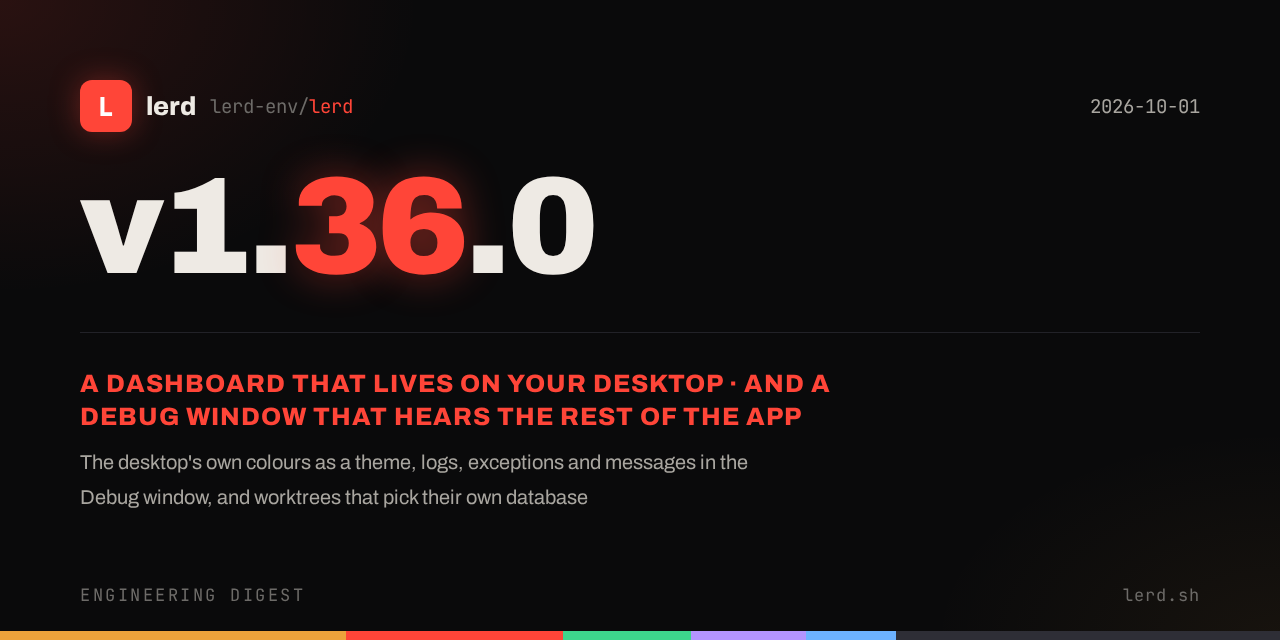 L lerd lerd-env/lerd 2026-10-01
v1.36.0
A DASHBOARD THAT LIVES ON YOUR DESKTOP · AND A
DEBUG WINDOW THAT HEARS THE REST OF THE APP
The desktop's own colours as a theme, logs, exceptions and messages in the
Debug window, and worktrees that pick their own database
ENGINEERING DIGEST lerd.sh